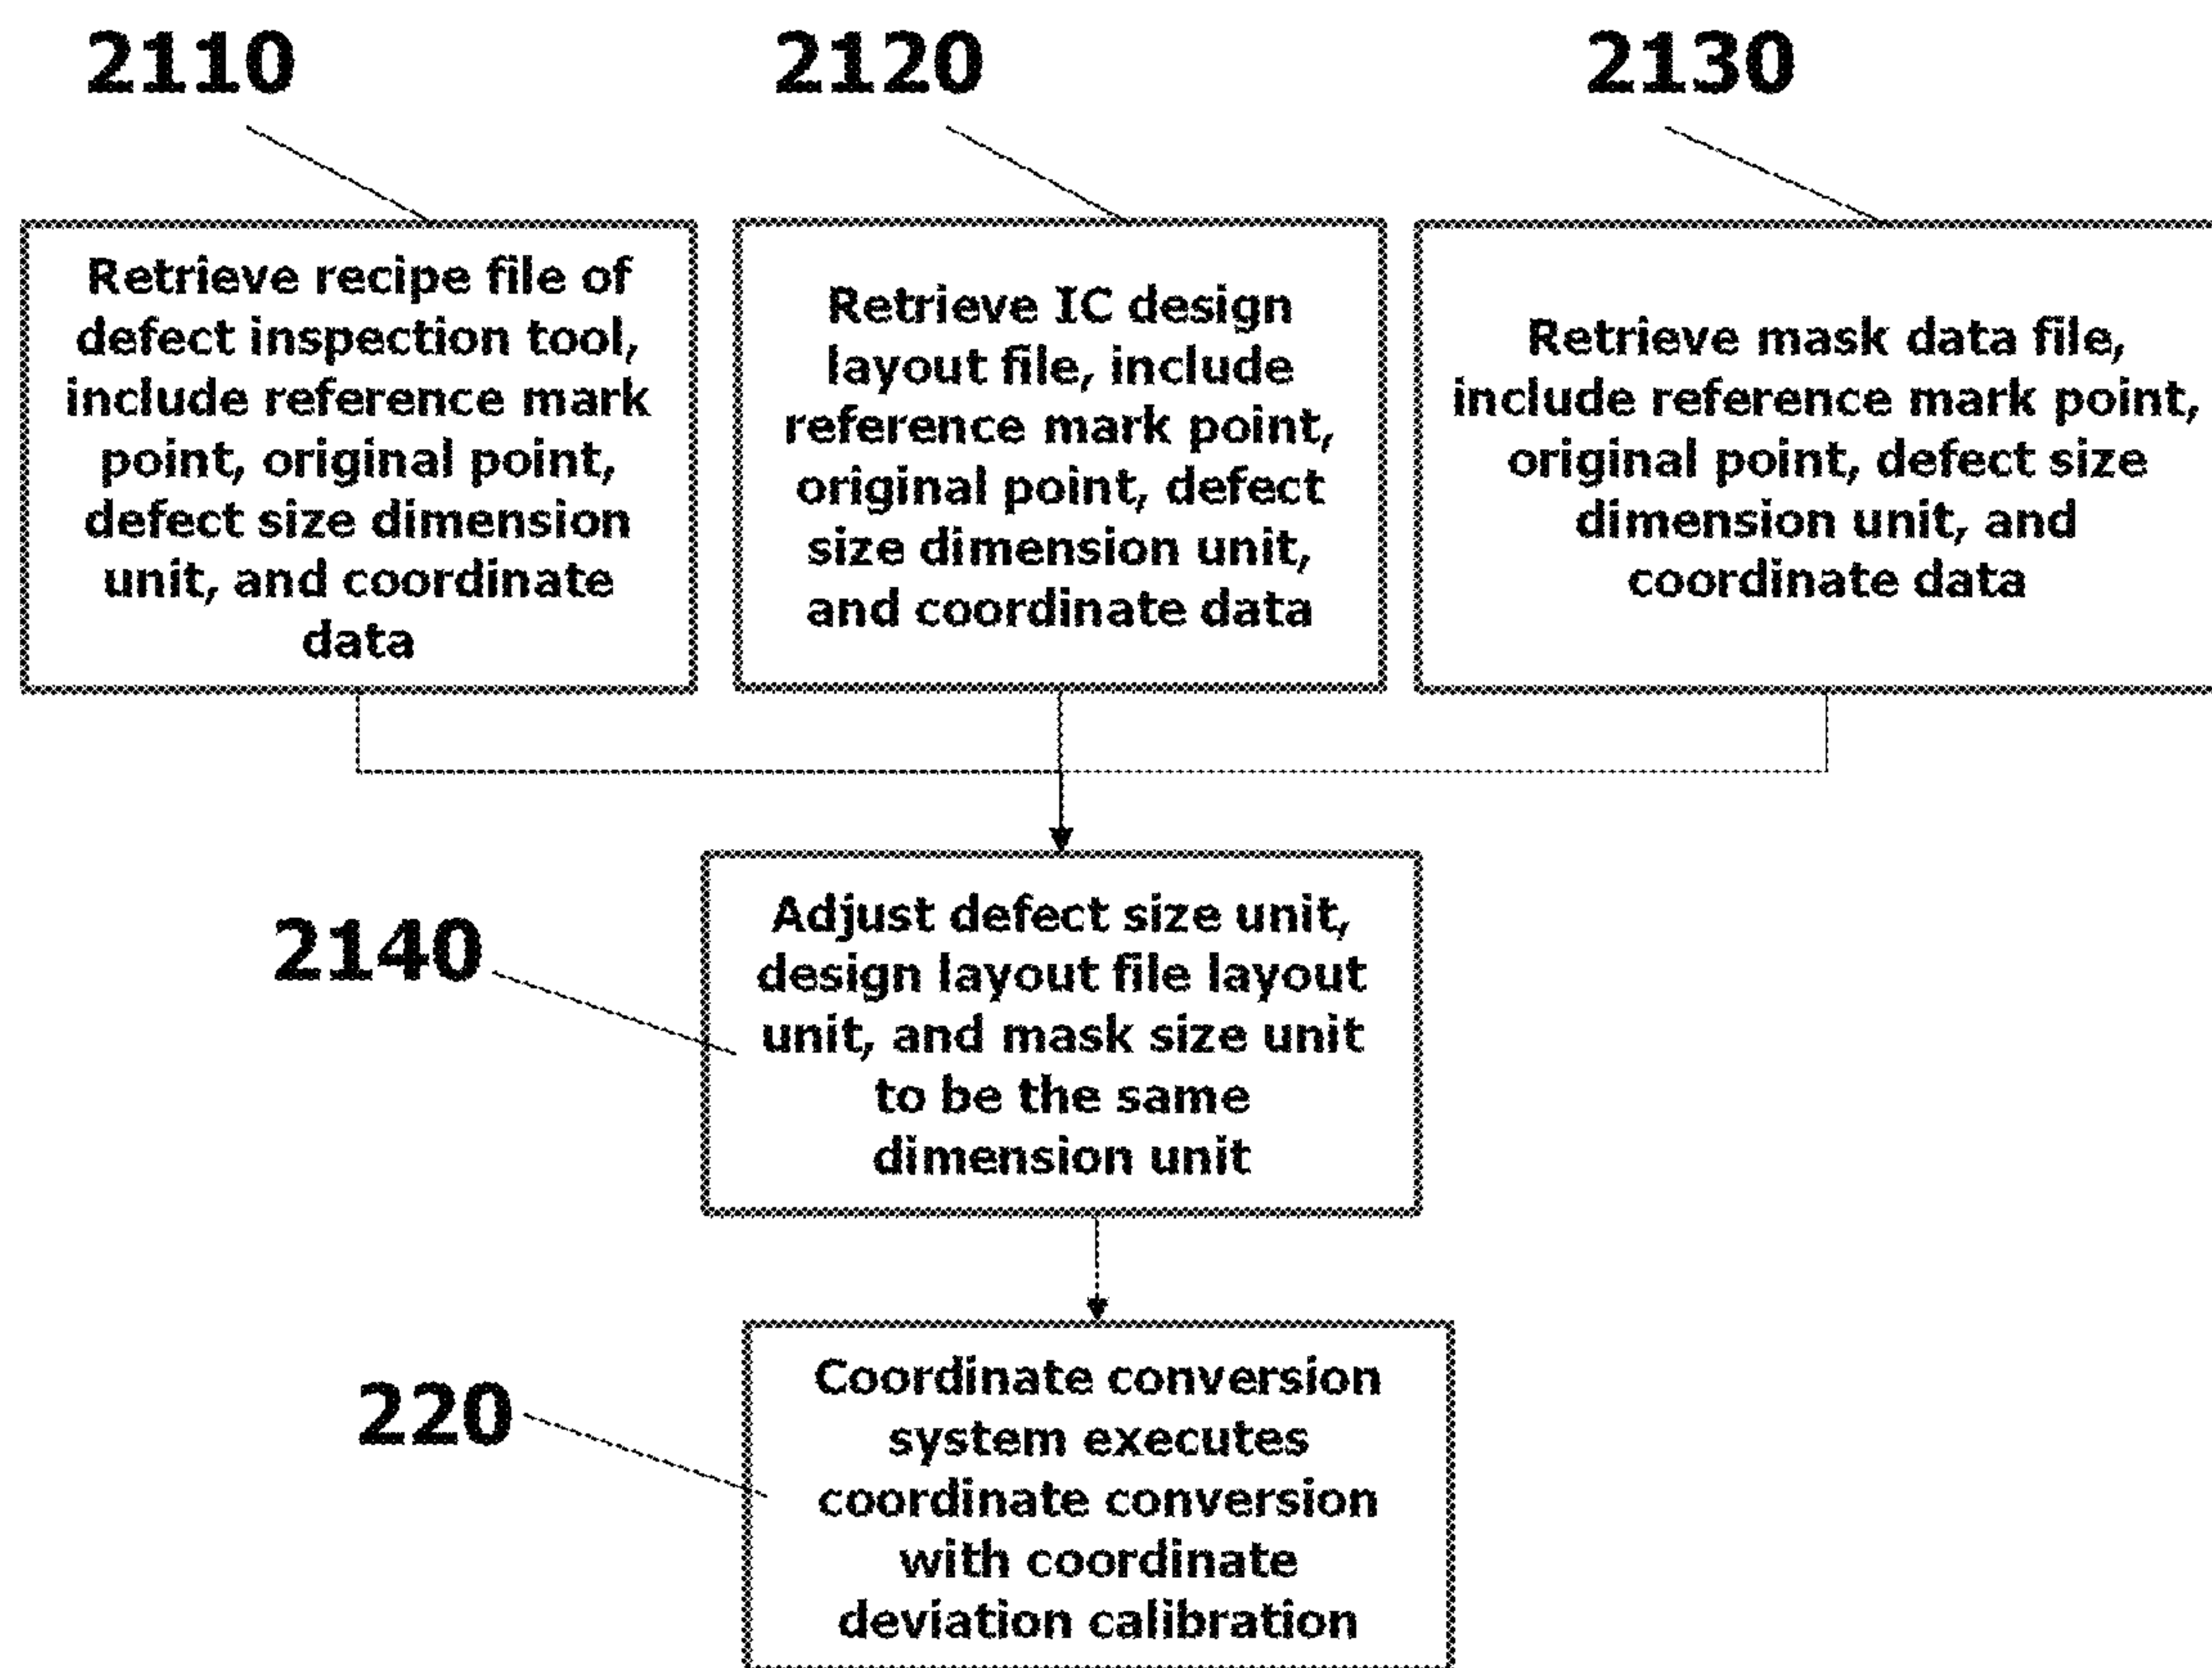 2110
2120
2130
Retrieve recipe file of
defect inspection tool,
include reference mark
point, original point,
defect size dimension
unit, and coordinate
data
Retrieve IC design
layout file, include
reference mark point,
original point, defect
size dimension unit,
and coordinate data
Retrieve mask data file,
include reference mark point,
original point, defect size
dimension unit, and
coordinate data
2140
Adjust defect size unit,
design layout file layout
unit, and mask size unit
to be the same
dimension unit
220
Coordinate conversion
system executes
coordinate conversion
with coordinate
deviation calibration